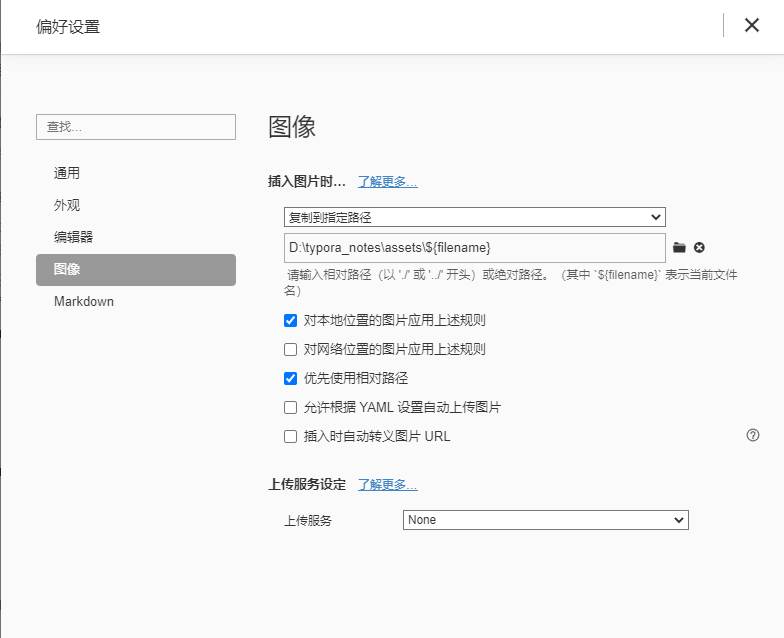 偏好设置
查找...
通用
外观
编辑器
图像
Markdown
图像
插入图片时... 了解更多...
复制到指定路径
D:\typora_notes\assets\${filename}
请输入相对路径（以 './' 或 '../' 开头）或绝对路径。（其中 `${filename}` 表示当前文件
名）
对本地位置的图片应用上述规则
对网络位置的图片应用上述规则
优先使用相对路径
允许根据 YAML 设置自动上传图片
插入时自动转义图片 URL
上传服务设定 了解更多...
上传服务 None